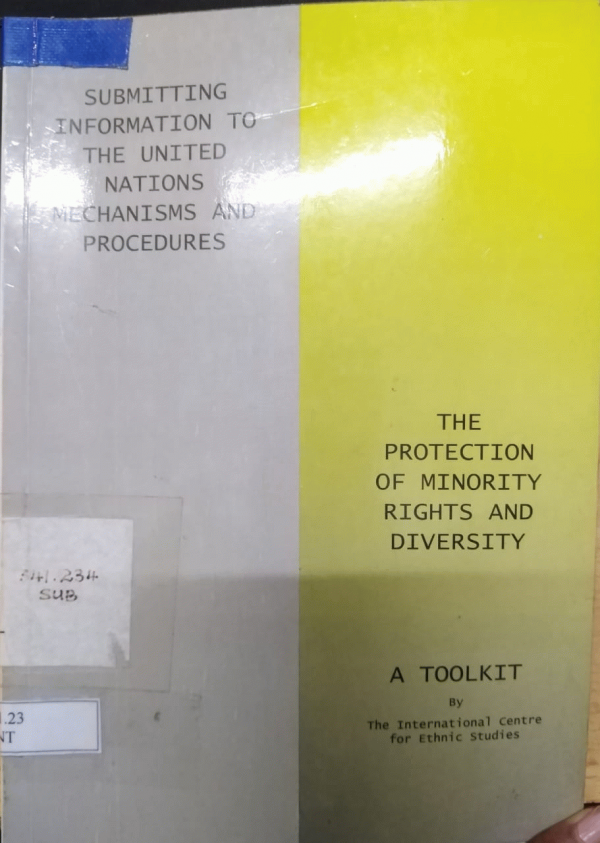 SUBMITTING
INFORMATION TO
THE UNITED
NATIONS
MECHANISMS AND
PROCEDURES
THE
PROTECTION
OF MINORITY
RIGHTS AND
DIVERSITY
A TOOLKIT
By
The International Centre
for Ethnic Studies
41.234
SUB
.23
NT